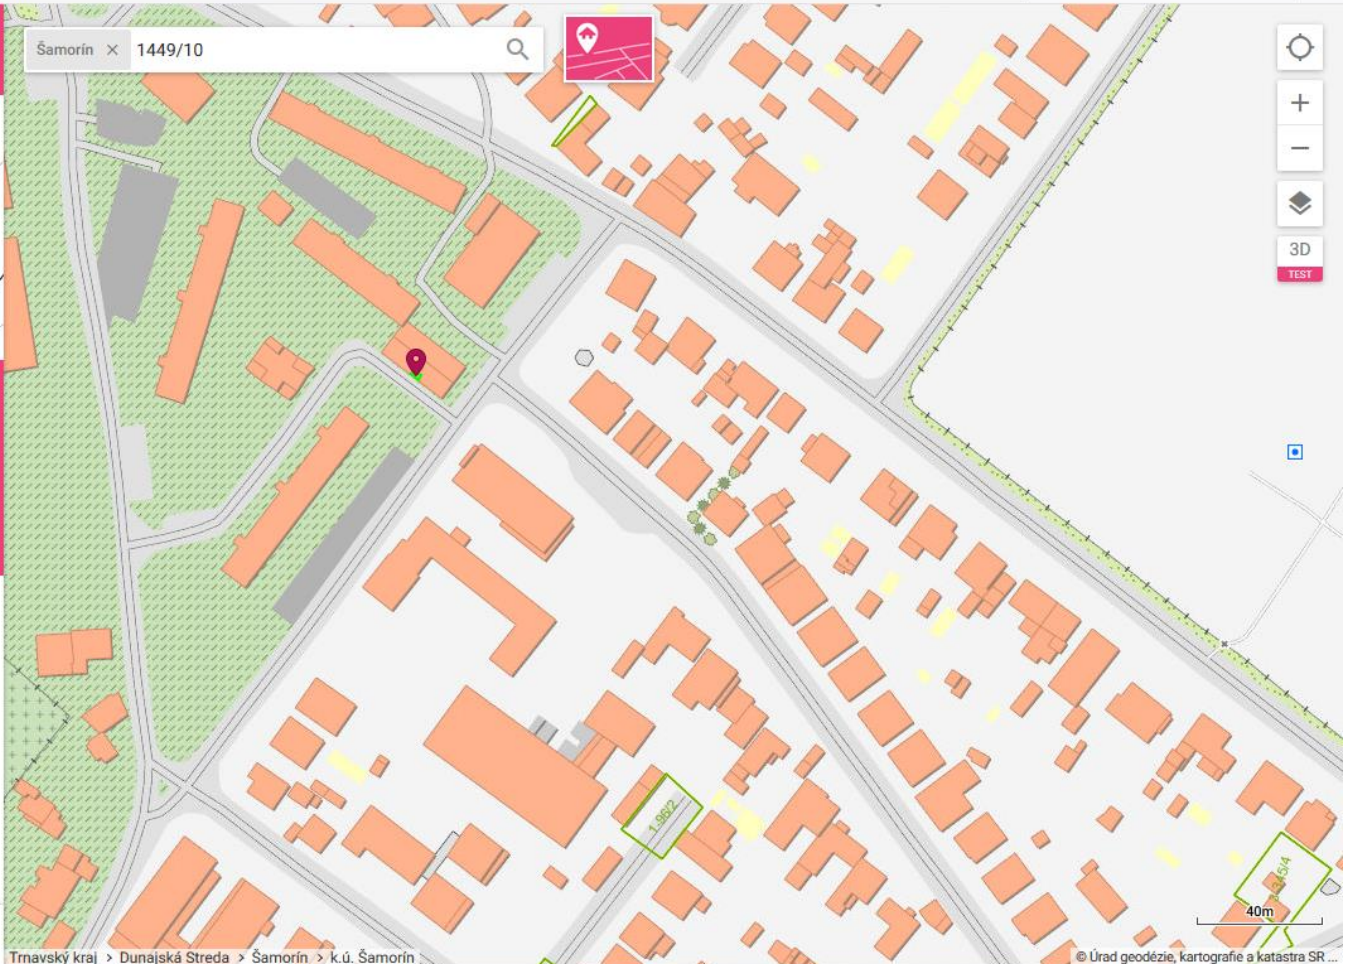 Šamorín × 1449/10
+
−
3D
TEST
1-96/2
40m
Trnavský kraj > Dunajská Streda > Šamorín > k.ú. Šamorín
© Úrad geodézie, kartografie a katastra SR ...